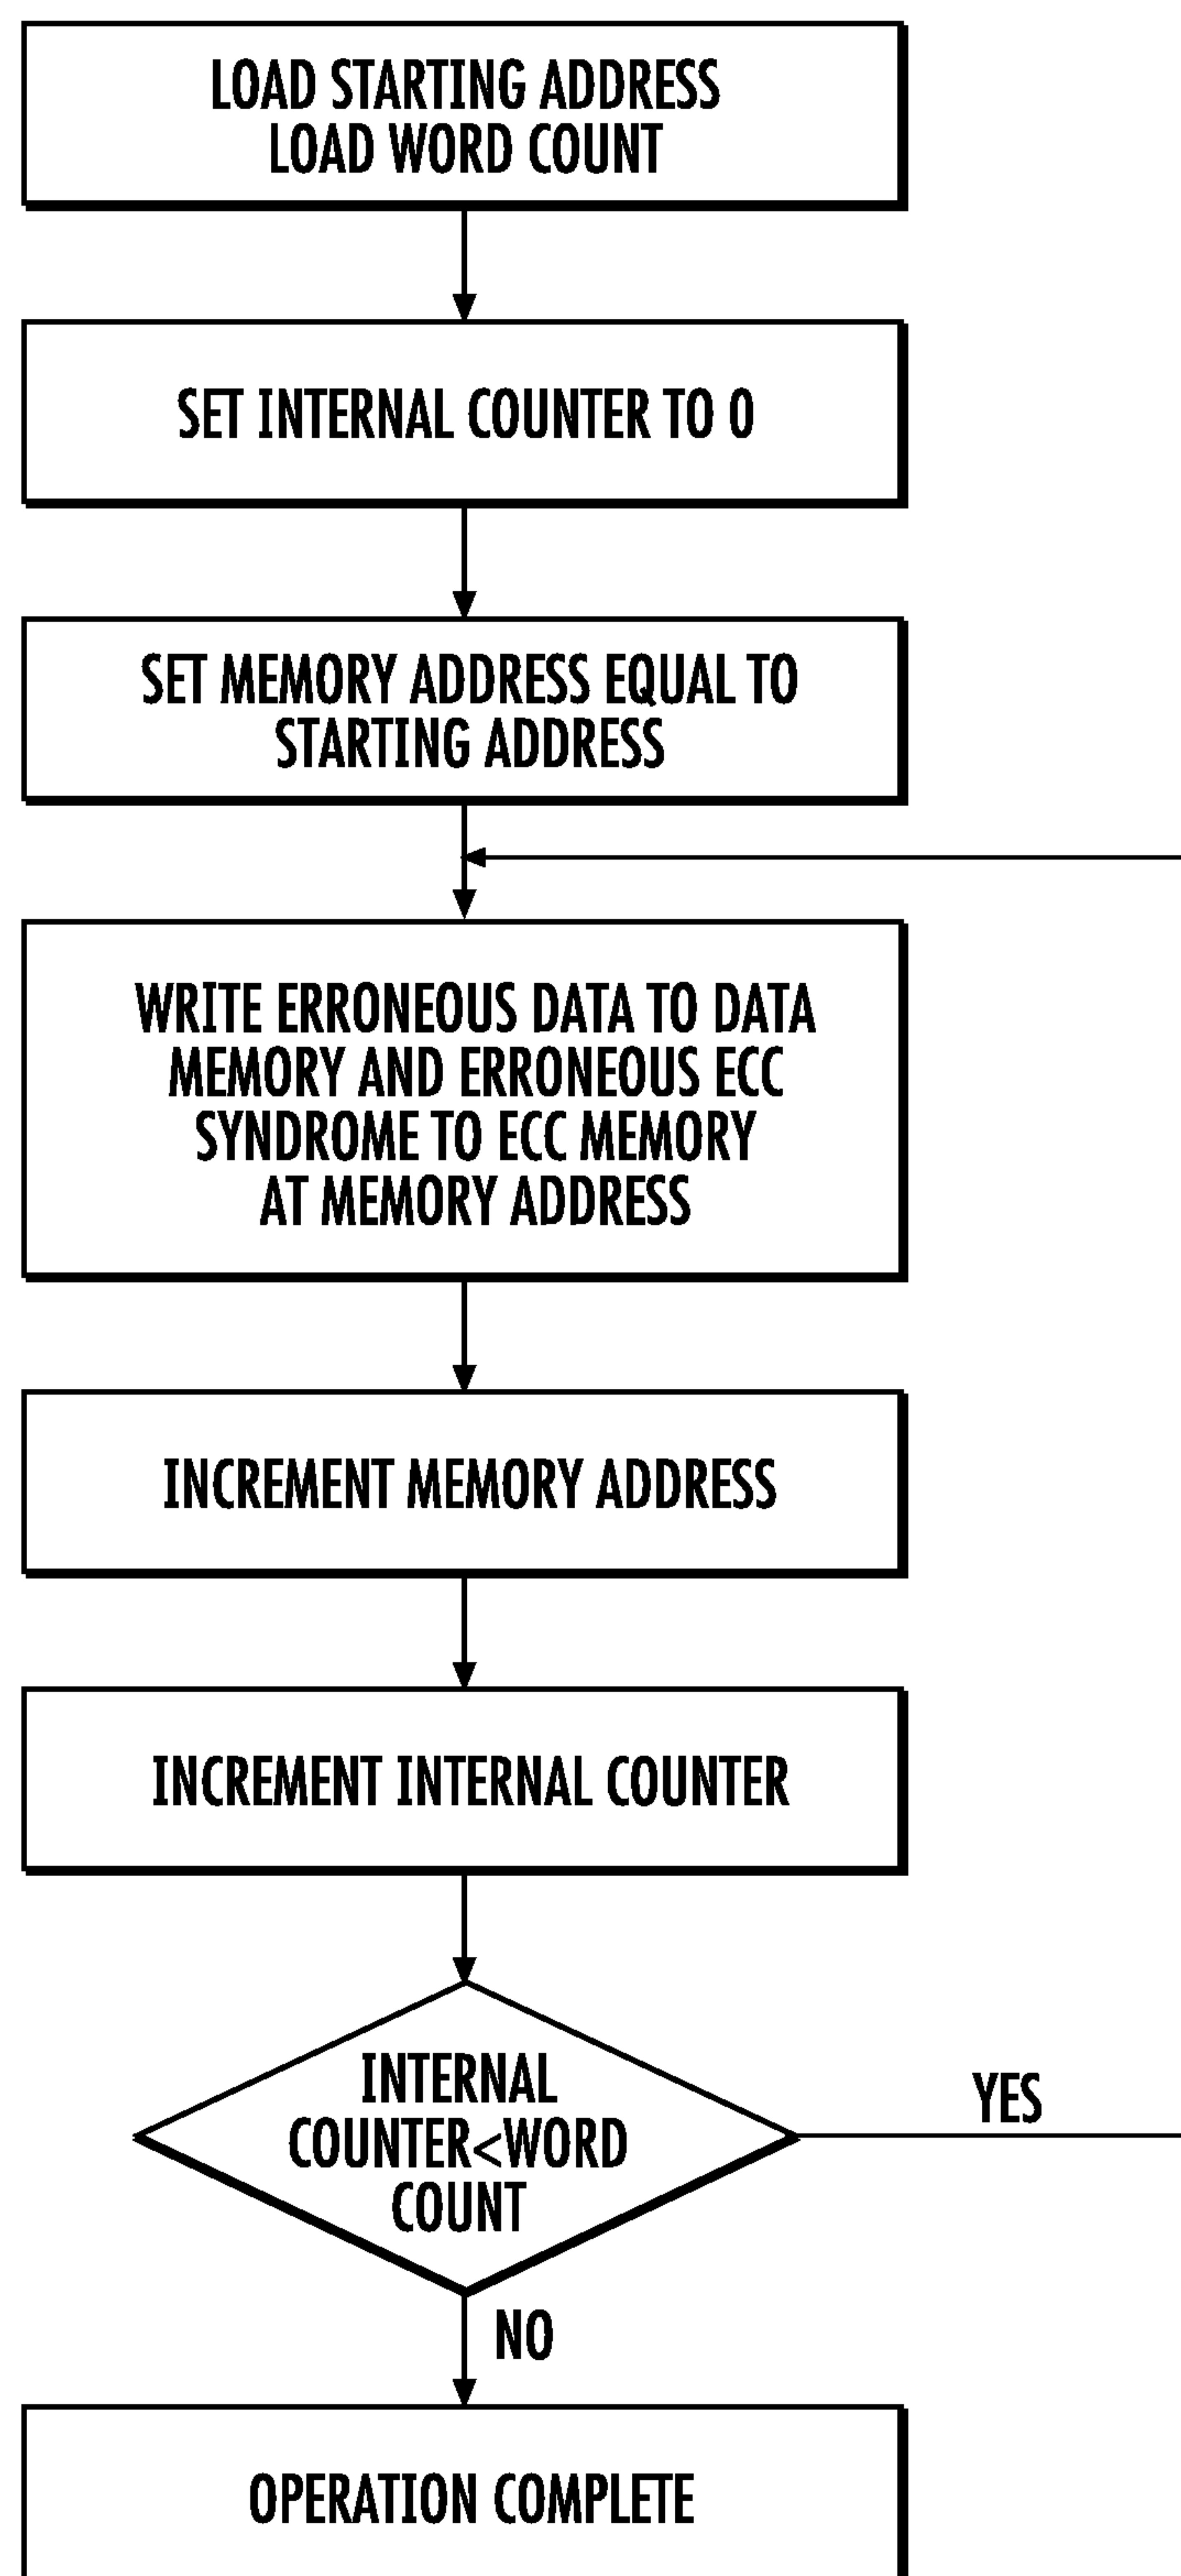 LOAD STARTING ADDRESS
LOAD WORD COUNT
SET INTERNAL COUNTER TO 0
SET MEMORY ADDRESS EQUAL TO
STARTING ADDRESS
WRITE ERRONEOUS DATA TO DATA
MEMORY AND ERRONEOUS ECC
SYNDROME TO ECC MEMORY
AT MEMORY ADDRESS
INCREMENT MEMORY ADDRESS
INCREMENT INTERNAL COUNTER
INTERNAL
COUNTER<WORD
COUNT
YES
NO
OPERATION COMPLETE